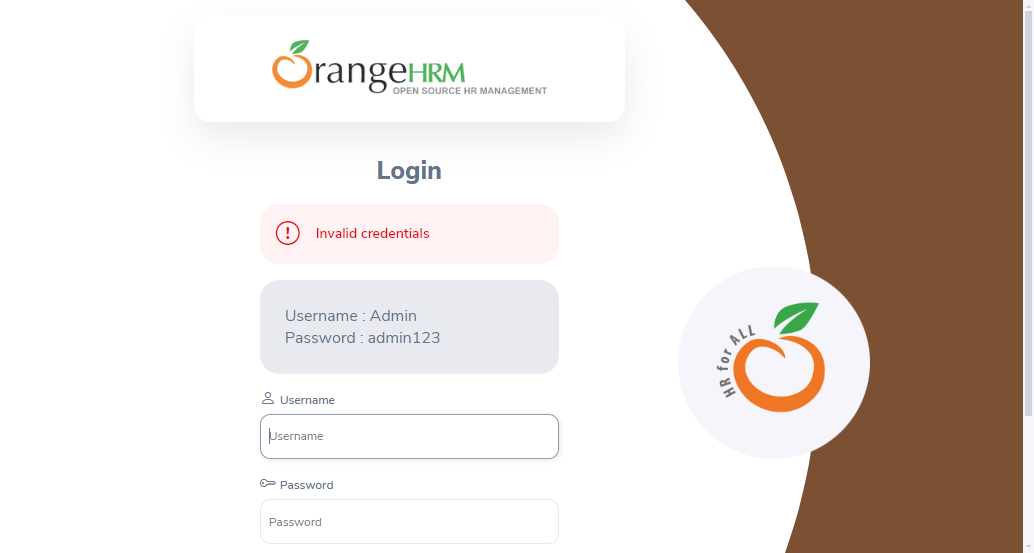 OrangeHRM
OPEN SOURCE HR MANAGEMENT
Login
Invalid credentials
Username : Admin
Password : admin123
Username
Username
Password
Password
HR for ALL